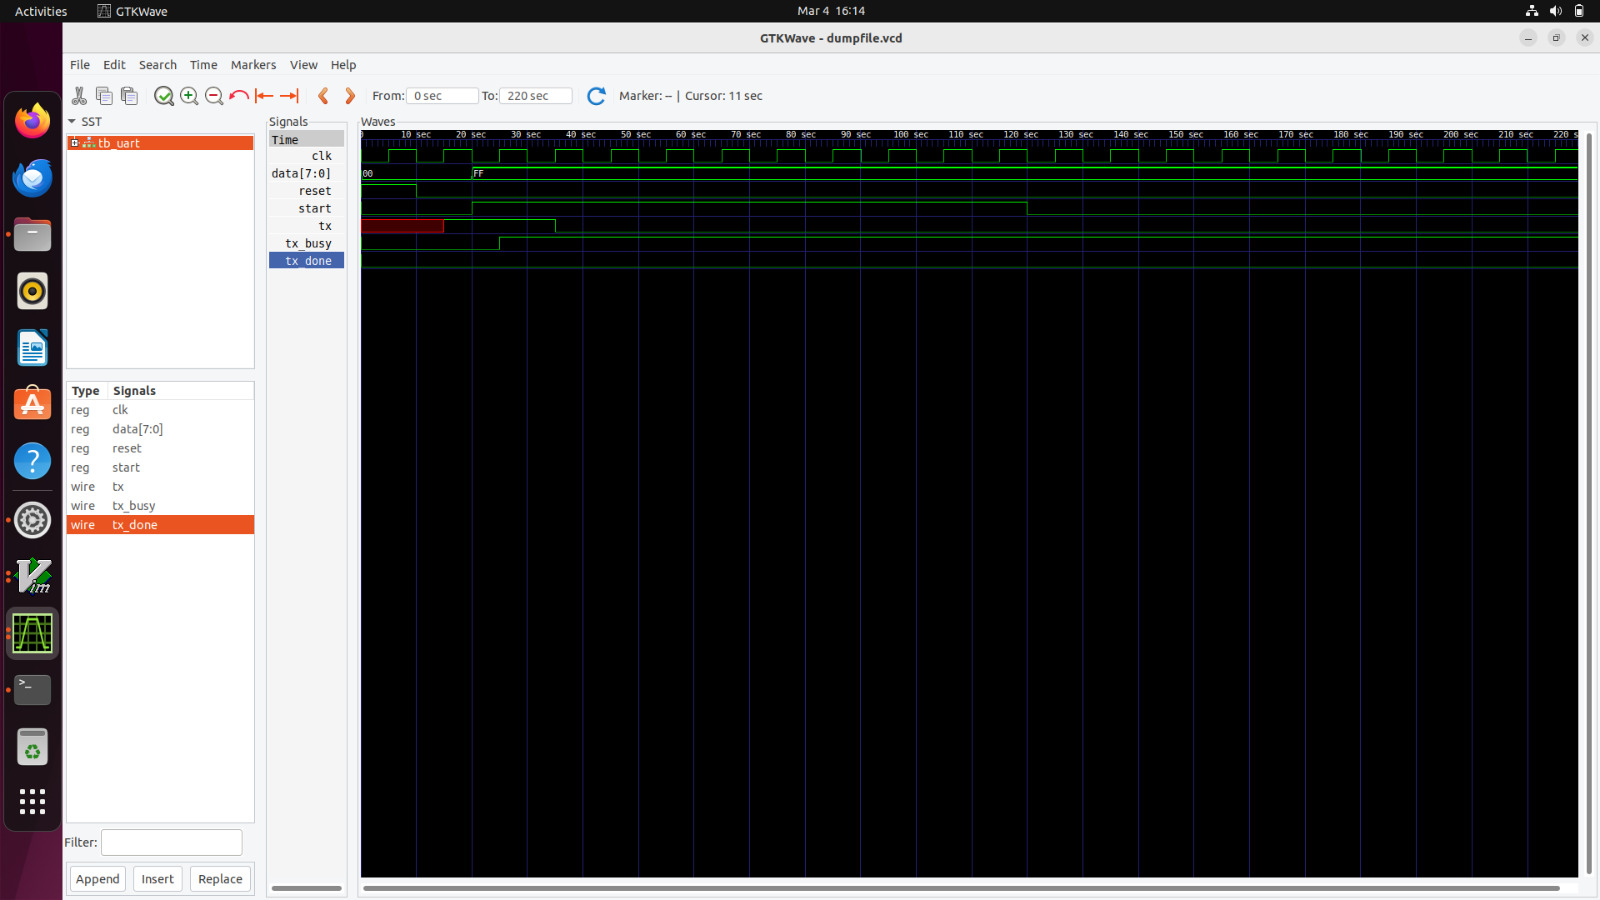 Activities
GTKWave
Mar 4 16:14
GTKWave - dumpfile.vcd
File Edit Search Time Markers View Help
From: 0 sec To: 220 sec Marker: -- | Cursor: 11 sec
SST
tb_uart
Type Signals
reg clk
reg data[7:0]
reg reset
reg start
wire tx
wire tx_busy
wire tx_done
Filter:
Append Insert Replace
Signals
Time
clk
data[7:0]
reset
start
tx
tx_busy
tx_done
Waves
0 10 sec 20 sec 30 sec 40 sec 50 sec 60 sec 70 sec 80 sec 90 sec 100 sec 110 sec 120 sec 130 sec 140 sec 150 sec 160 sec 170 sec 180 sec 190 sec 200 sec 210 sec 220 s
00 FF